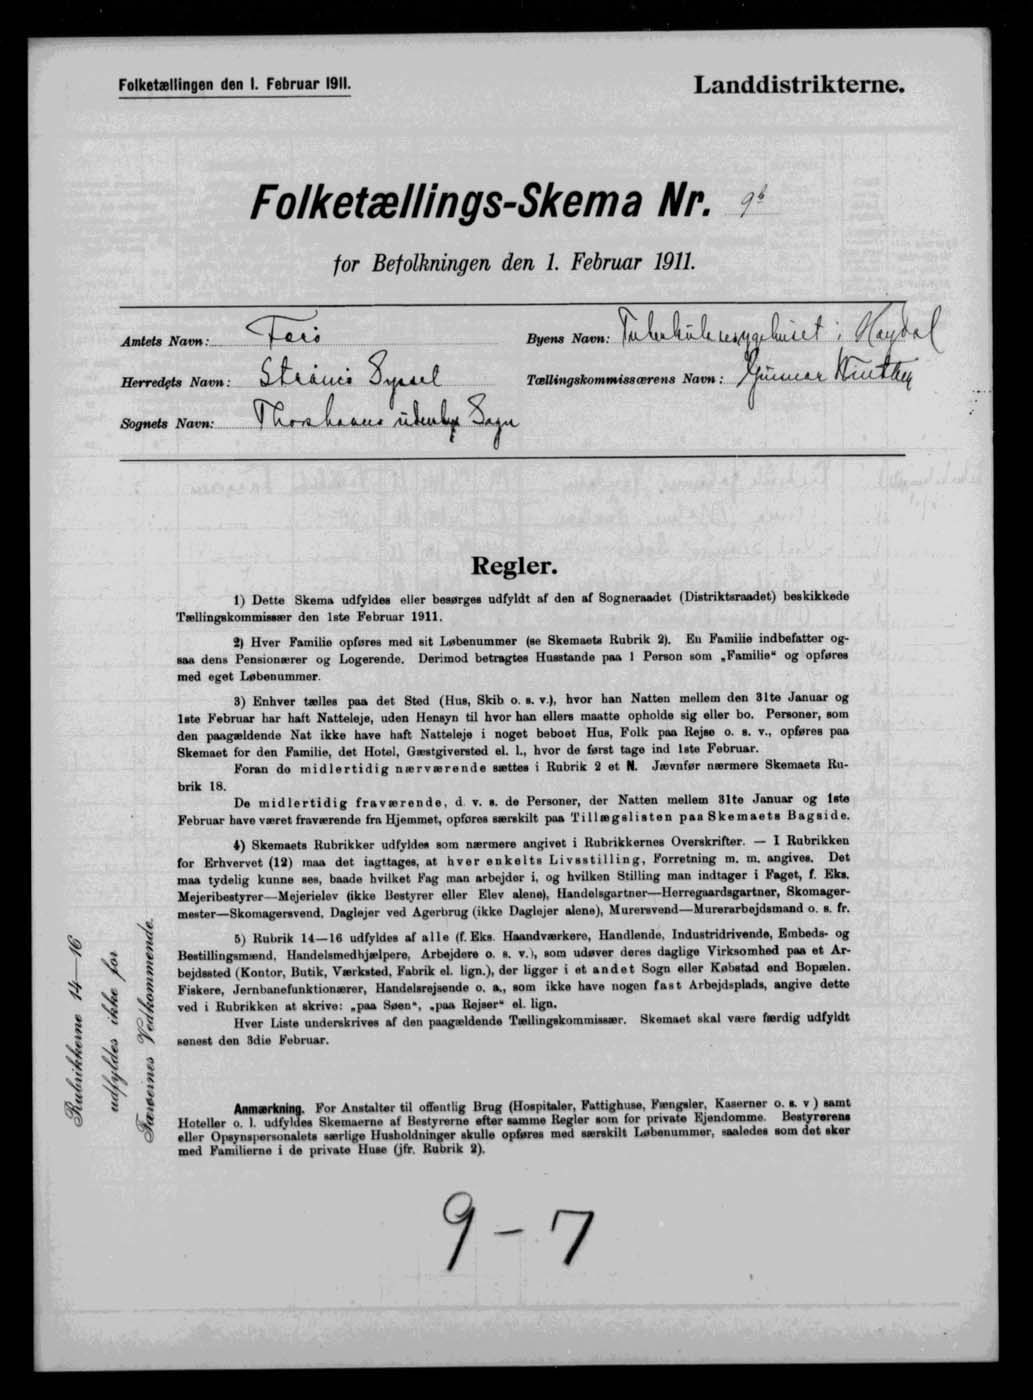 Folketællingen den 1. Februar 1911.
Landdistrikterne.
Folketællings-Skema Nr. 9b
for Befolkningen den 1. Februar 1911.
Amtets Navn: Færø
Byens Navn: Tuberkulosesygehuset i Hoydal
Herredets Navn: Strømø Syssel
Tællingskommissærens Navn: Gunnar
Sognets Navn: Thorshavns udenbys Sogn
Regler.
1) Dette Skema udfyldes eller besørges udfyldt af den af Sogneraadet (Distriktsraadet) beskikkede
Tællingskommissær den 1ste Februar 1911.
2) Hver Familie opføres med sit Løbenummer (se Skemaets Rubrik 2). En Familie indbefatter og-
saa dens Pensionærer og Logerende. Derimod betragtes Husstande paa 1 Person som „Familie“ og opføres
med eget Løbenummer.
3) Enhver tælles paa det Sted (Hus, Skib o. s. v.), hvor han Natten mellem den 31te Januar og
1ste Februar har haft Natteleje, uden Hensyn til hvor han ellers maatte opholde sig eller bo. Personer, som
den paagældende Nat ikke have haft Natteleje i noget beboet Hus, Folk paa Rejse o. s. v., opføres paa
Skemaet for den Familie, det Hotel, Gæstgiversted el. l., hvor de først tage ind 1ste Februar.
Foran de midlertidig nærværende sættes i Rubrik 2 et N. Jævnfør nærmere Skemaets Ru-
brik 18.
De midlertidig fraværende, d. v. s. de Personer, der Natten mellem 31te Januar og 1ste
Februar have været fraværende fra Hjemmet, opføres særskilt paa Tillægslisten paa Skemaets Bagside.
4) Skemaets Rubrikker udfyldes som nærmere angivet i Rubrikkernes Overskrifter. — I Rubrikken
for Erhvervet (12) maa det iagttages, at hver enkelts Livsstilling, Forretning m. m. angives. Det
maa tydelig kunne ses, baade hvilket Fag man arbejder i, og hvilken Stilling man indtager i Faget, f. Eks.
Mejeribestyrer—Mejerielev (ikke Bestyrer eller Elev alene), Handelsgartner—Herregaardsgartner, Skomager-
mester—Skomagersvend, Daglejer ved Agerbrug (ikke Daglejer alene), Murersvend—Murerarbejdsmand o. s. fr.
5) Rubrik 14—16 udfyldes af alle (f. Eks. Haandværkere, Handlende, Industridrivende, Embeds- og
Bestillingsmænd, Handelsmedhjælpere, Arbejdere o. s. v.), som udøver deres daglige Virksomhed paa et Ar-
bejdssted (Kontor, Butik, Værksted, Fabrik el. lign.), der ligger i et andet Sogn eller Købstad end Bopælen.
Fiskere, Jernbanefunktionærer, Handelsrejsende o. a., som ikke have nogen fast Arbejdsplads, angive dette
ved i Rubrikken at skrive: „paa Søen“, „paa Rejser“ el. lign.
Hver Liste underskrives af den paagældende Tællingskommissær. Skemaet skal være færdig udfyldt
senest den 3die Februar.
Rubrikkerne 14—16
udfyldes ikke for
Færøernes Vedkommende.
Anmærkning. For Anstalter til offentlig Brug (Hospitaler, Fattighuse, Fængsler, Kaserner o. s. v) samt
Hoteller o. l. udfyldes Skemaerne af Bestyrerne efter samme Regler som for private Ejendomme. Bestyrerens
eller Opsynspersonalets særlige Husholdninger skulle opføres med særskilt Løbenummer, saaledes som det sker
med Familierne i de private Huse (jfr. Rubrik 2).
9-7